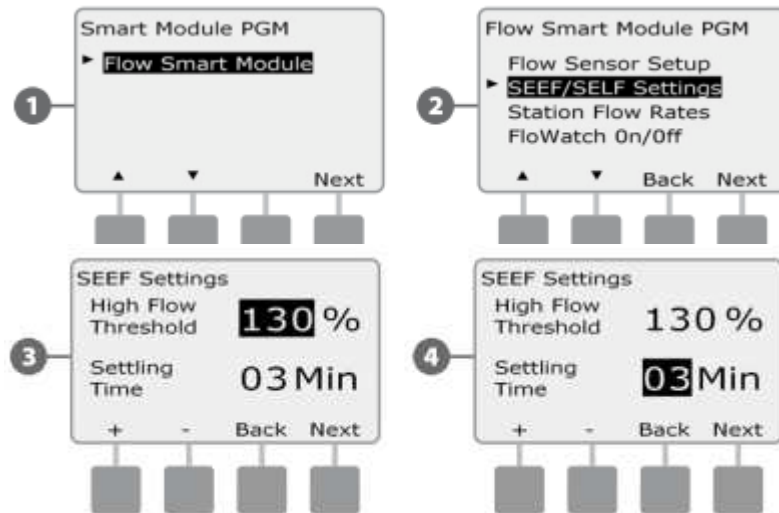 Smart Module PGM
► Flow Smart Module
1
▲ ▼ Next
Flow Smart Module PGM
Flow Sensor Setup
► SEEF/SELF Settings
Station Flow Rates
FloWatch On/Off
2
▲ ▼ Back Next
SEEF Settings
High Flow
Threshold 130 %
3
Settling
Time 03 Min
+ - Back Next
SEEF Settings
High Flow
Threshold 130 %
4
Settling
Time 03 Min
+ - Back Next